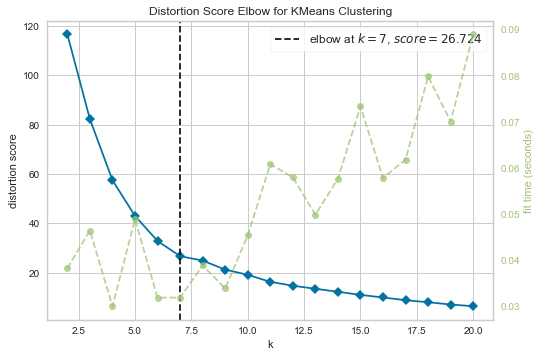 Distortion Score Elbow for KMeans Clustering
elbow at k = 7, score = 26.724
distortion score
120
100
80
60
40
20
fit time (seconds)
0.09
0.08
0.07
0.06
0.05
0.04
0.03
2.5 5.0 7.5 10.0 12.5 15.0 17.5 20.0
k